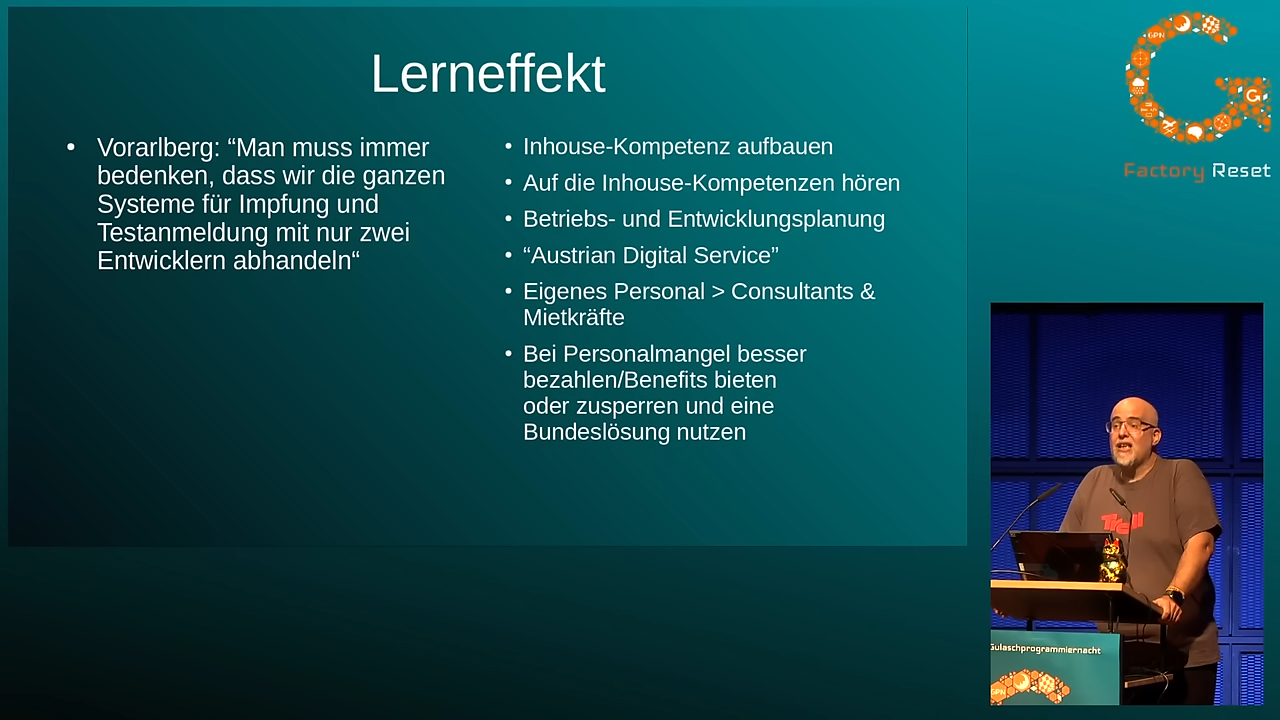 Lerneffekt
Vorarlberg: “Man muss immer
bedenken, dass wir die ganzen
Systeme für Impfung und
Testanmeldung mit nur zwei
Entwicklern abhandeln“
Inhouse-Kompetenz aufbauen
Auf die Inhouse-Kompetenzen hören
Betriebs- und Entwicklungsplanung
“Austrian Digital Service”
Eigenes Personal > Consultants &
Mietkräfte
Bei Personalmangel besser
bezahlen/Benefits bieten
oder zusperren und eine
Bundeslösung nutzen
GPN
G
Factory Reset
Gulaschprogrammiernacht
GPN